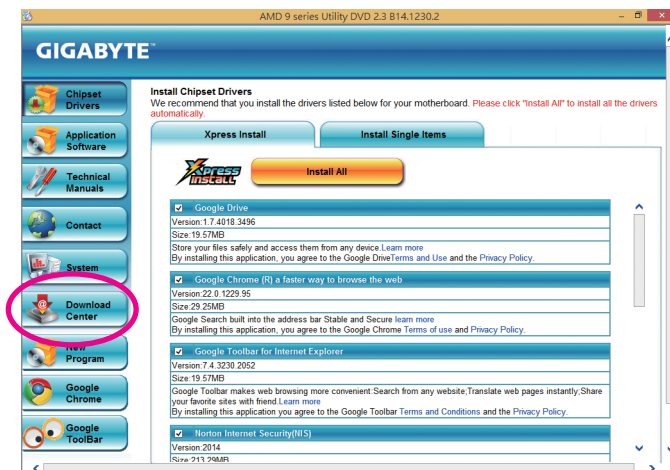 AMD 9 series Utility DVD 2.3 B14.1230.2
GIGABYTE™
Chipset
Drivers
Application
Software
Technical
Manuals
Contact
System
Download
Center
New
Program
Google
Chrome
Google
ToolBar
Install Chipset Drivers
We recommend that you install the drivers listed below for your motherboard. Please click "Install All" to install all the drivers
automatically.
Xpress Install
Install Single Items
Xpress
Install
Install All
Google Drive
Version:1.7.4018.3496
Size:19.57MB
Store your files safely and access them from any device.Learn more
By installing this application, you agree to the Google DriveTerms and Use and the Privacy Policy.
Google Chrome (R) a faster way to browse the web
Version:22.0.1229.95
Size:29.25MB
Google Search built into the address bar Stable and Secure learn more
By installing this application, you agree to the Google Chrome Terms of use and Privacy Policy.
Google Toolbar for Internet Explorer
Version:7.4.3230.2052
Size:19.57MB
Google Toolbar makes web browsing more convenient:Search from any website;Translate web pages instantly;Share
your favorite sites with friend.Learn more
By installing this application you agree to the Google Toolbar Terms and Conditions and the Privacy Policy.
Norton Internet Security(NIS)
Version:2014
Size:213.29MB